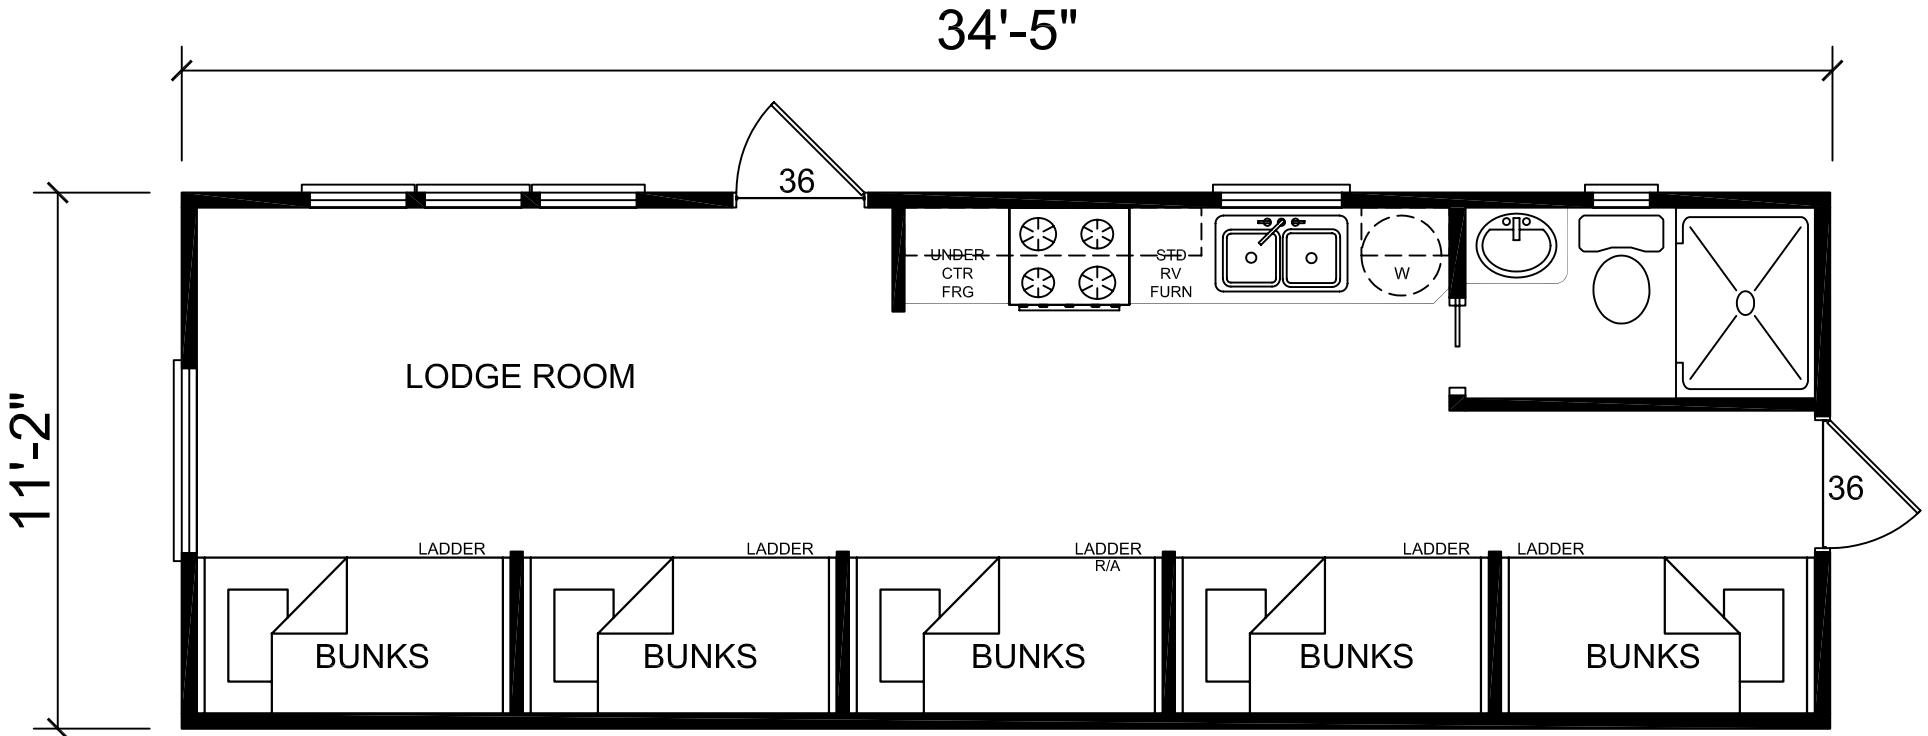 34'-5"
36
UNDER
CTR
FRG
STD
RV
FURN
W
LODGE ROOM
11'-2"
36
LADDER
LADDER
LADDER
R/A
LADDER
LADDER
BUNKS
BUNKS
BUNKS
BUNKS
BUNKS